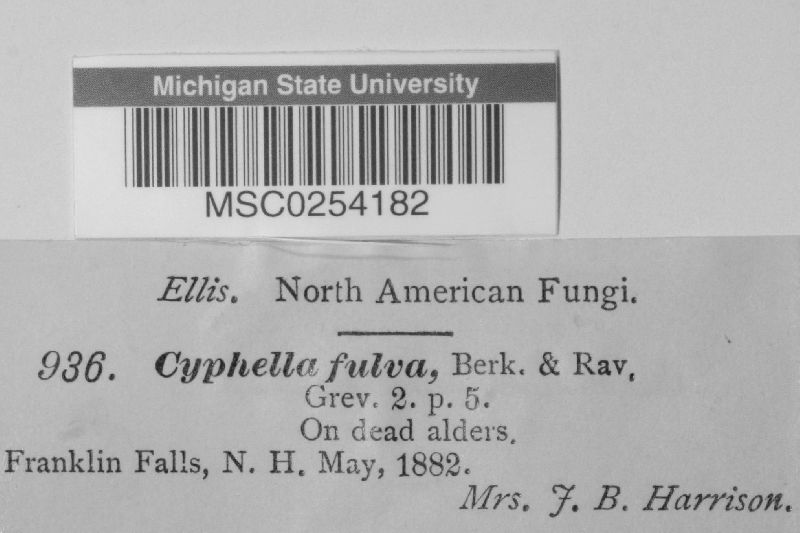 Michigan State University
MSC0254182
Ellis. North American Fungi.
936. Cyphella fulva, Berk. & Rav,
Grev. 2. p. 5.
On dead alders.
Franklin Falls, N. H. May, 1882.
Mrs. J. B. Harrison.